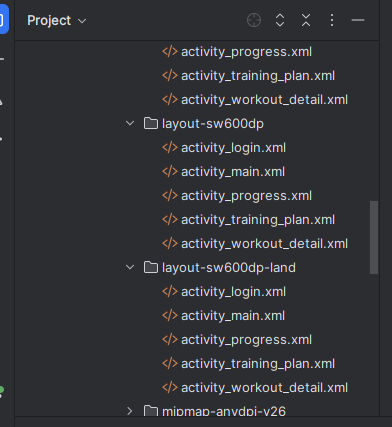 Project
activity_progress.xml
activity_training_plan.xml
activity_workout_detail.xml
layout-sw600dp
activity_login.xml
activity_main.xml
activity_progress.xml
activity_training_plan.xml
activity_workout_detail.xml
layout-sw600dp-land
activity_login.xml
activity_main.xml
activity_progress.xml
activity_training_plan.xml
activity_workout_detail.xml
mipmap-anydpi-v26